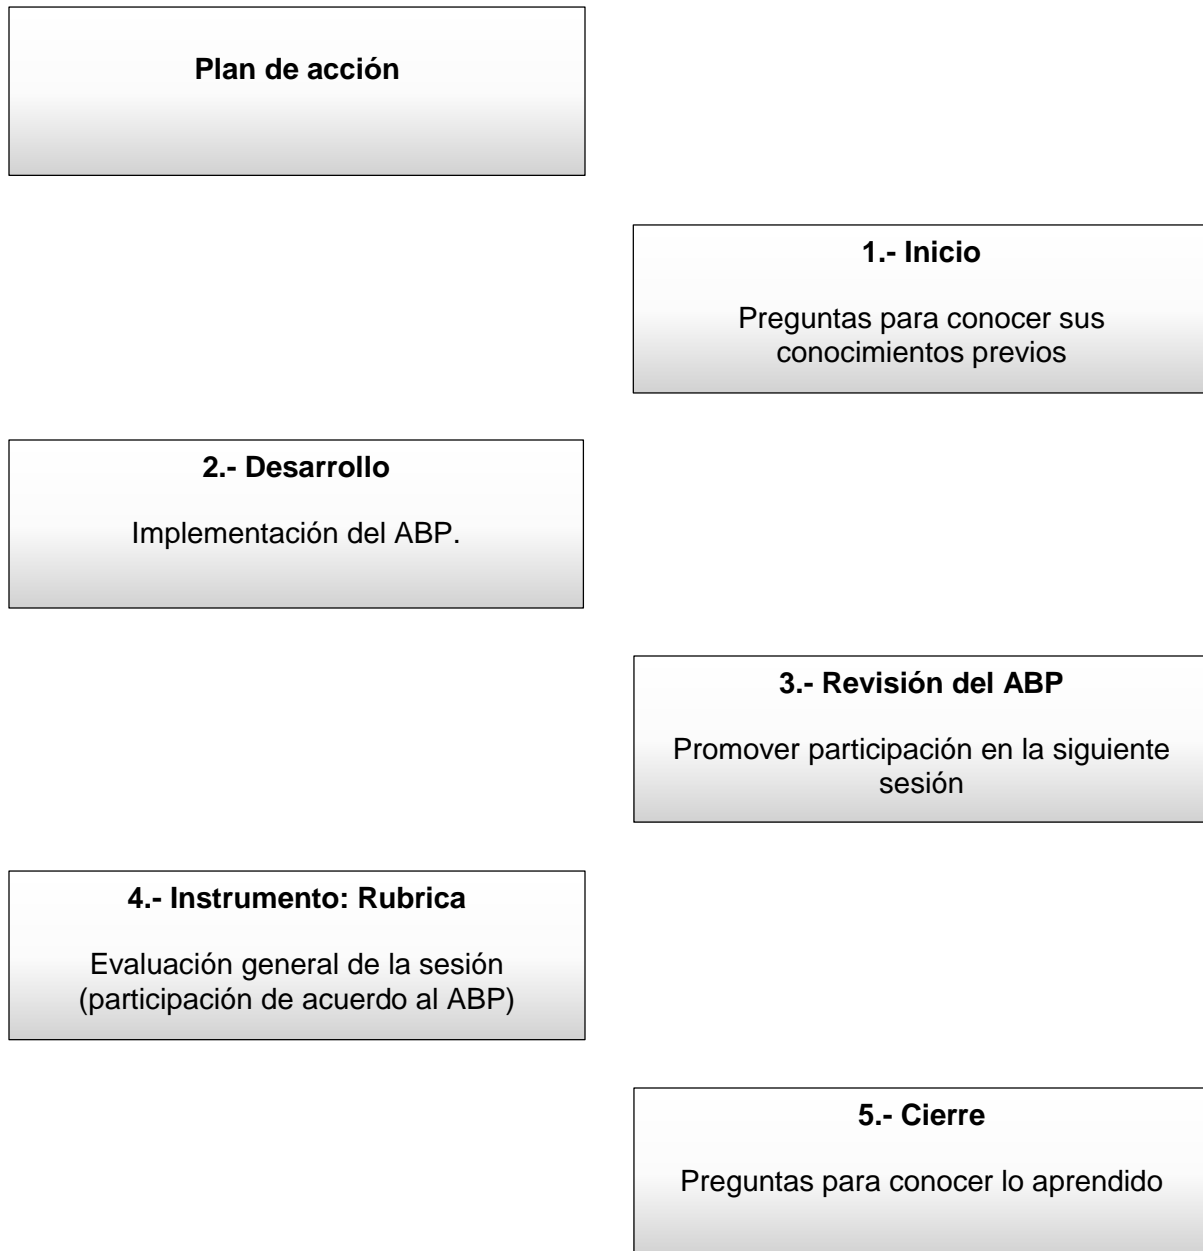 Plan de acción
1.- Inicio
Preguntas para conocer sus
conocimientos previos
2.- Desarrollo
Implementación del ABP.
3.- Revisión del ABP
Promover participación en la siguiente
sesión
4.- Instrumento: Rubrica
Evaluación general de la sesión
(participación de acuerdo al ABP)
5.- Cierre
Preguntas para conocer lo aprendido